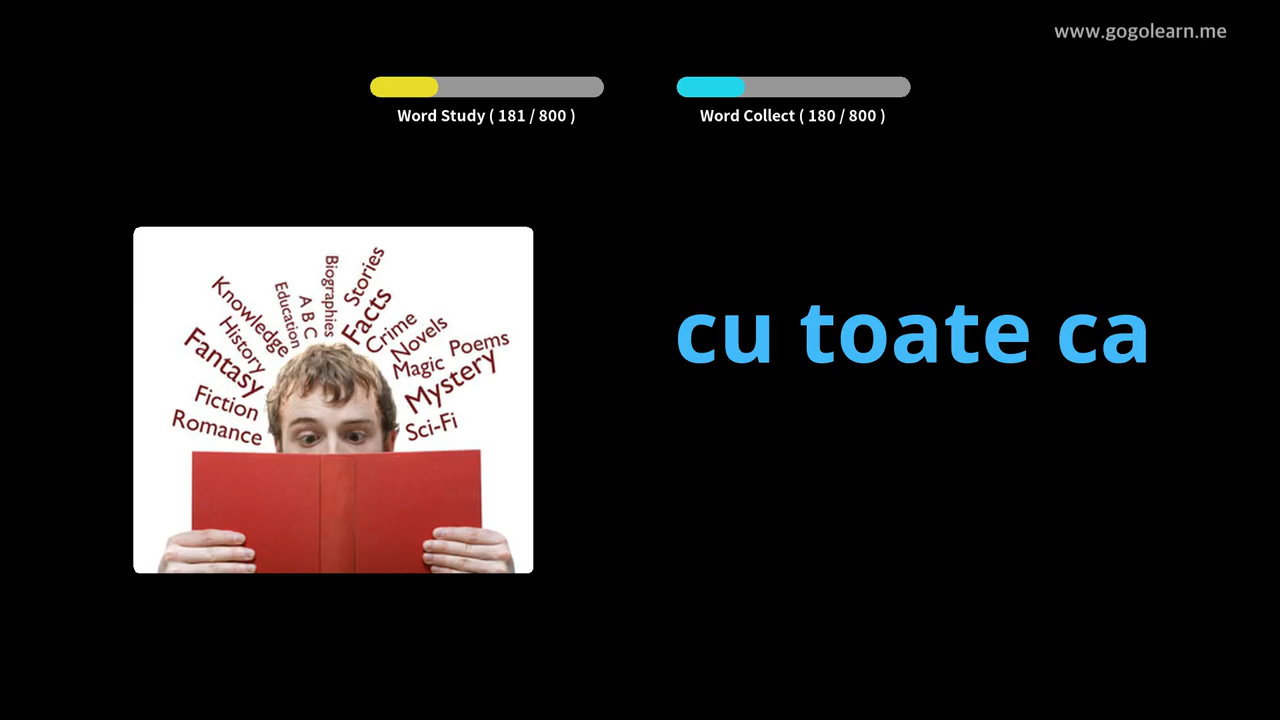 www.gogolearn.me
Word Study ( 181 / 800 )
Word Collect ( 180 / 800 )
cu toate ca
Biographies
Stories
Knowledge
Education
A B C
Facts
Crime
History
Novels
Poems
Fantasy
Magic
Mystery
Fiction
Romance
Sci-Fi